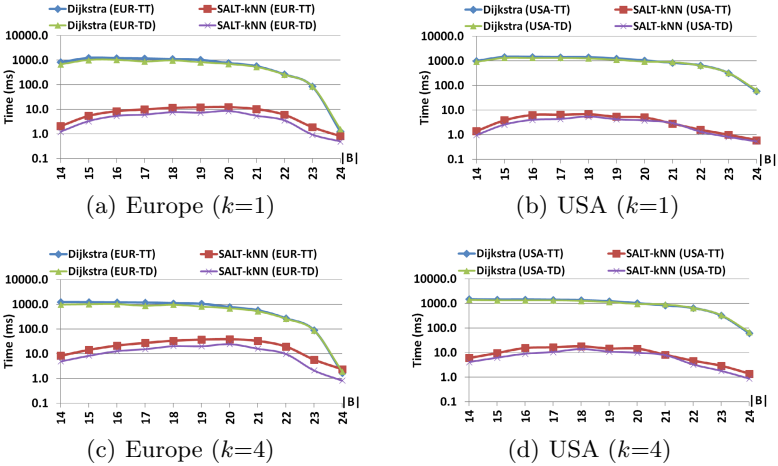 Dijkstra (EUR-TT) SALT-kNN (EUR-TT)
Dijkstra (EUR-TD) SALT-kNN (EUR-TD)
Time (ms)
10000.0
1000.0
100.0
10.0
1.0
0.1
14 15 16 17 18 19 20 21 22 23 24 |B|
(a) Europe (k=1)
Dijkstra (USA-TT) SALT-kNN (USA-TT)
Dijkstra (USA-TD) SALT-kNN (USA-TD)
Time (ms)
10000.0
1000.0
100.0
10.0
1.0
0.1
14 15 16 17 18 19 20 21 22 23 24 |B|
(b) USA (k=1)
Dijkstra (EUR-TT) SALT-kNN (EUR-TT)
Dijkstra (EUR-TD) SALT-kNN (EUR-TD)
Time (ms)
10000.0
1000.0
100.0
10.0
1.0
0.1
14 15 16 17 18 19 20 21 22 23 24 |B|
(c) Europe (k=4)
Dijkstra (USA-TT) SALT-kNN (USA-TT)
Dijkstra (USA-TD) SALT-kNN (USA-TD)
Time (ms)
10000.0
1000.0
100.0
10.0
1.0
0.1
14 15 16 17 18 19 20 21 22 23 24 |B|
(d) USA (k=4)